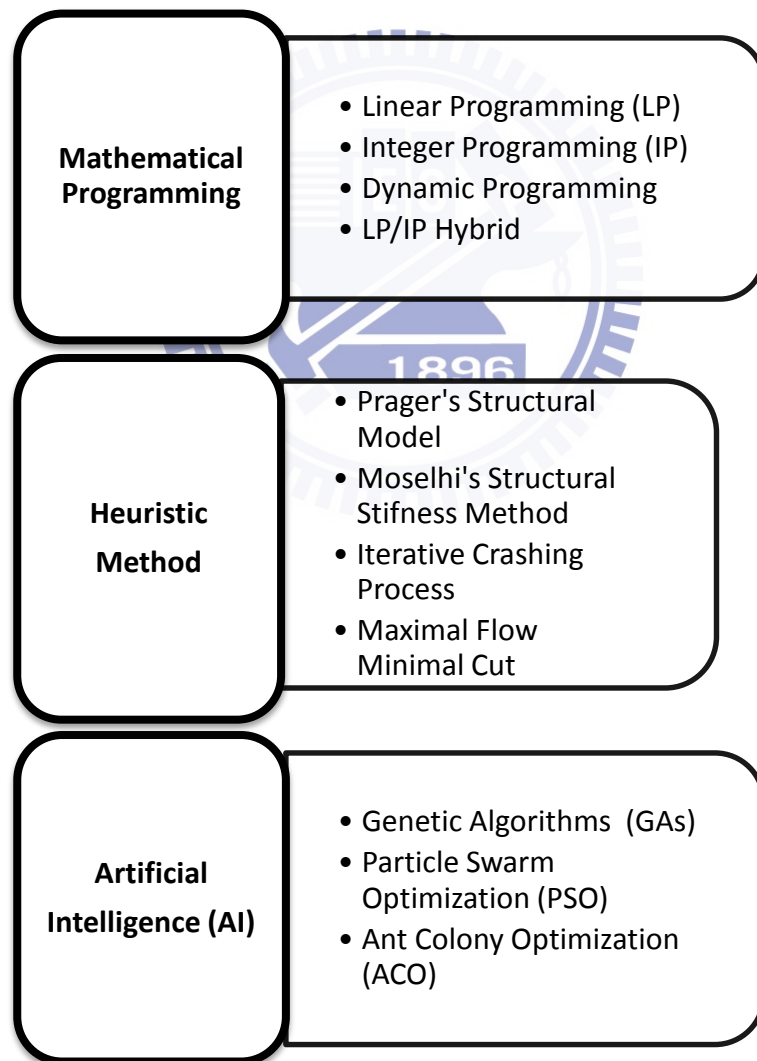 Mathematical
Programming
• Linear Programming (LP)
• Integer Programming (IP)
• Dynamic Programming
• LP/IP Hybrid
1896
Heuristic
Method
• Prager's Structural
Model
• Moselhi's Structural
Stifness Method
• Iterative Crashing
Process
• Maximal Flow
Minimal Cut
Artificial
Intelligence (AI)
• Genetic Algorithms (GAs)
• Particle Swarm
Optimization (PSO)
• Ant Colony Optimization
(ACO)